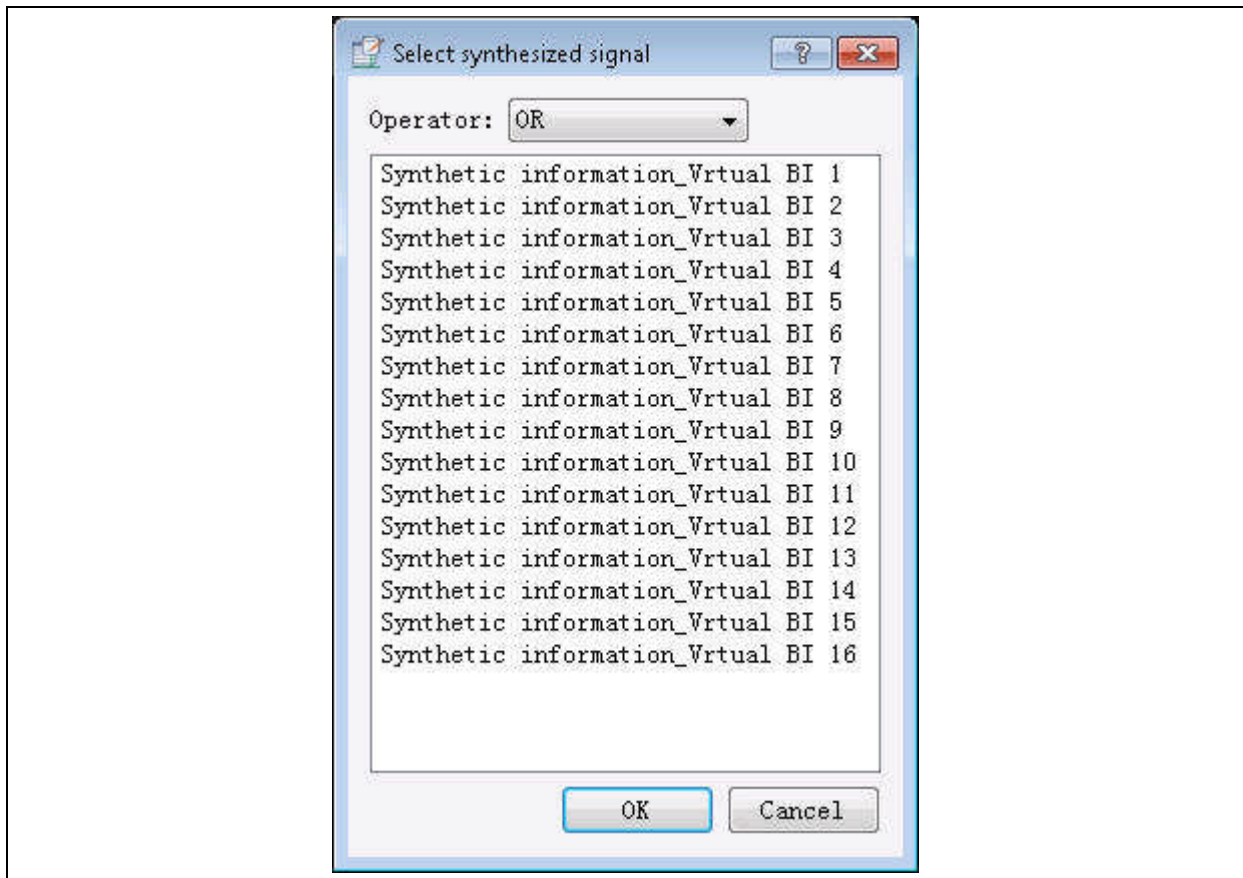 Select synthesized signal
Operator: OR
Synthetic information_Vrtual BI 1
Synthetic information_Vrtual BI 2
Synthetic information_Vrtual BI 3
Synthetic information_Vrtual BI 4
Synthetic information_Vrtual BI 5
Synthetic information_Vrtual BI 6
Synthetic information_Vrtual BI 7
Synthetic information_Vrtual BI 8
Synthetic information_Vrtual BI 9
Synthetic information_Vrtual BI 10
Synthetic information_Vrtual BI 11
Synthetic information_Vrtual BI 12
Synthetic information_Vrtual BI 13
Synthetic information_Vrtual BI 14
Synthetic information_Vrtual BI 15
Synthetic information_Vrtual BI 16
OK Cancel